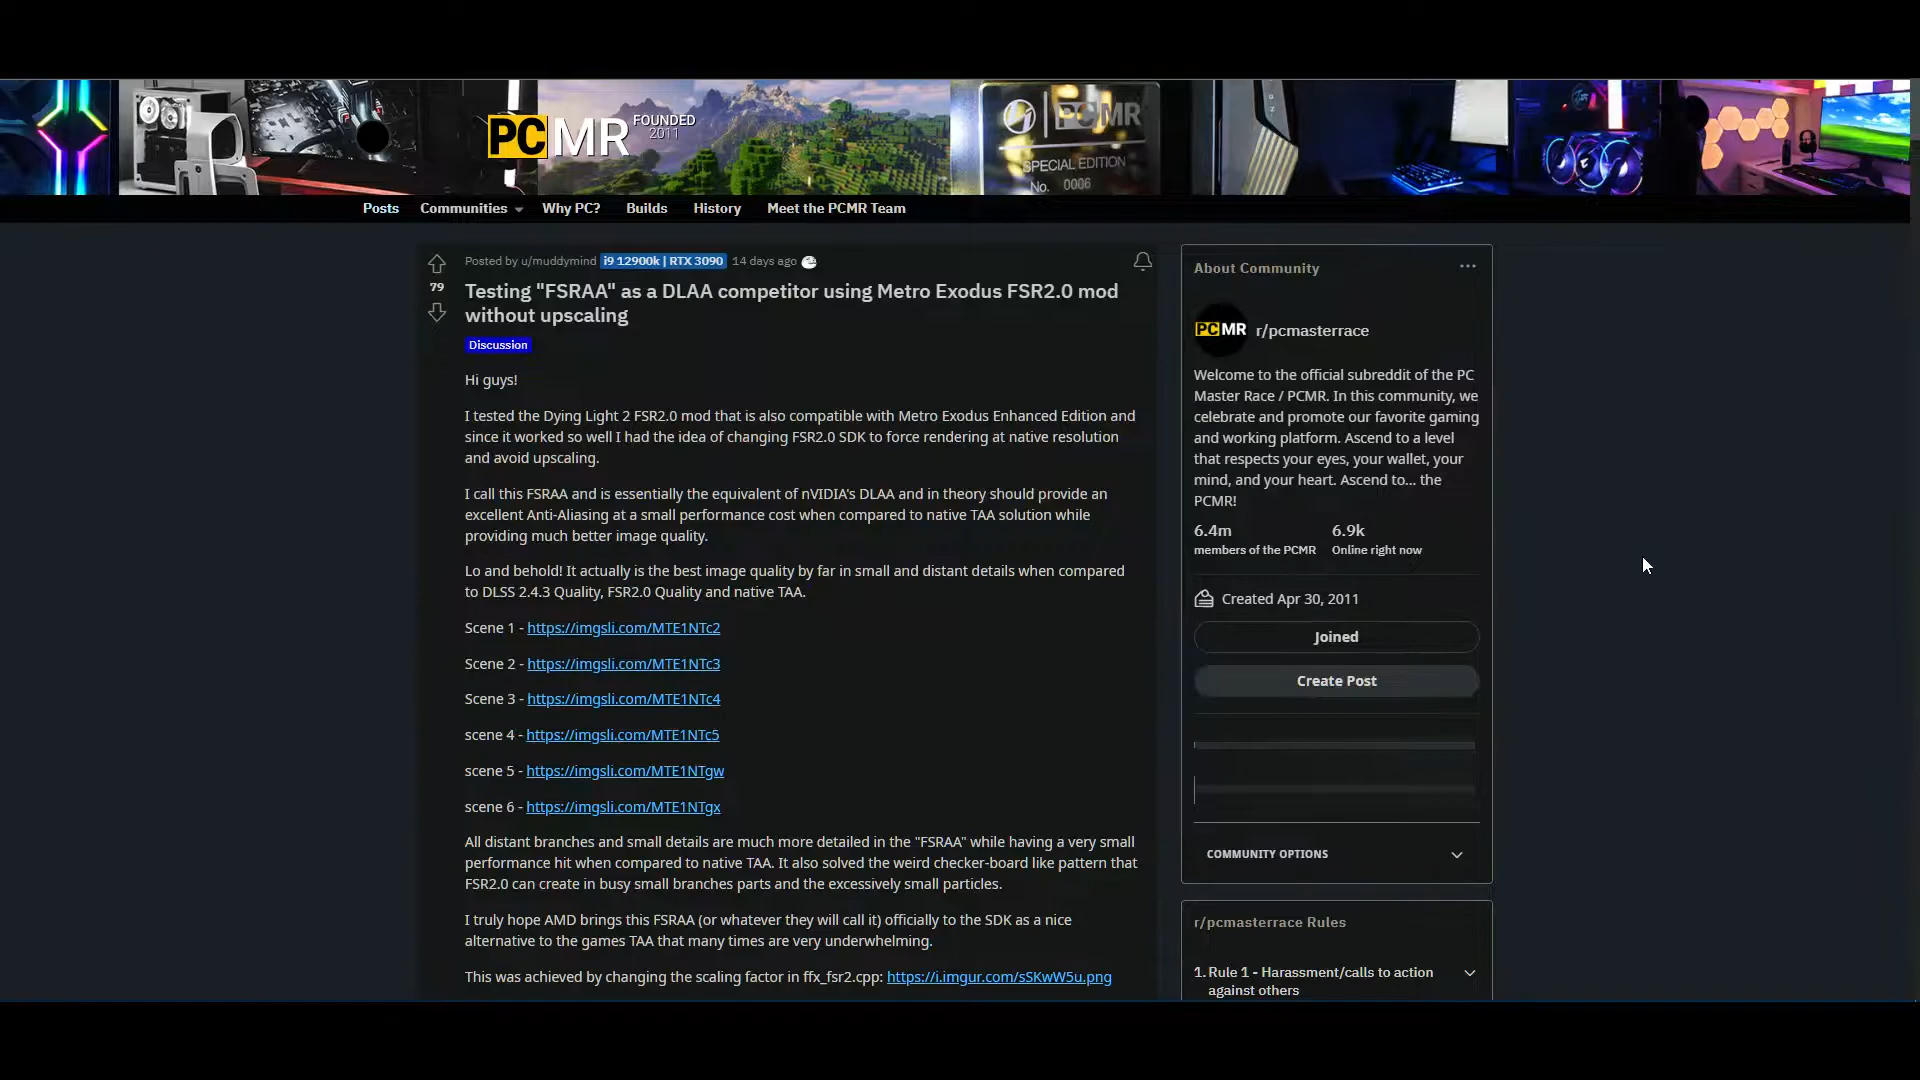 PCMR FOUNDED
2011
PCMR
SPECIAL EDITION
No. 0006
Posts Communities Why PC? Builds History Meet the PCMR Team
Posted by u/muddymind i9 12900k | RTX 3090 14 days ago
79
Testing "FSRAA" as a DLAA competitor using Metro Exodus FSR2.0 mod
without upscaling
Discussion
Hi guys!
I tested the Dying Light 2 FSR2.0 mod that is also compatible with Metro Exodus Enhanced Edition and
since it worked so well I had the idea of changing FSR2.0 SDK to force rendering at native resolution
and avoid upscaling.
I call this FSRAA and is essentially the equivalent of nVIDIA's DLAA and in theory should provide an
excellent Anti-Aliasing at a small performance cost when compared to native TAA solution while
providing much better image quality.
Lo and behold! It actually is the best image quality by far in small and distant details when compared
to DLSS 2.4.3 Quality, FSR2.0 Quality and native TAA.
Scene 1 - https://imgsli.com/MTE1NTc2
Scene 2 - https://imgsli.com/MTE1NTc3
Scene 3 - https://imgsli.com/MTE1NTc4
scene 4 - https://imgsli.com/MTE1NTc5
scene 5 - https://imgsli.com/MTE1NTgw
scene 6 - https://imgsli.com/MTE1NTgx
All distant branches and small details are much more detailed in the "FSRAA" while having a very small
performance hit when compared to native TAA. It also solved the weird checker-board like pattern that
FSR2.0 can create in busy small branches parts and the excessively small particles.
I truly hope AMD brings this FSRAA (or whatever they will call it) officially to the SDK as a nice
alternative to the games TAA that many times are very underwhelming.
This was achieved by changing the scaling factor in ffx_fsr2.cpp: https://i.imgur.com/sSKwW5u.png
About Community
PCMR r/pcmasterrace
Welcome to the official subreddit of the PC
Master Race / PCMR. In this community, we
celebrate and promote our favorite gaming
and working platform. Ascend to a level
that respects your eyes, your wallet, your
mind, and your heart. Ascend to... the
PCMR!
6.4m 6.9k
members of the PCMR Online right now
Created Apr 30, 2011
Joined
Create Post
COMMUNITY OPTIONS
r/pcmasterrace Rules
1. Rule 1 - Harassment/calls to action
against others